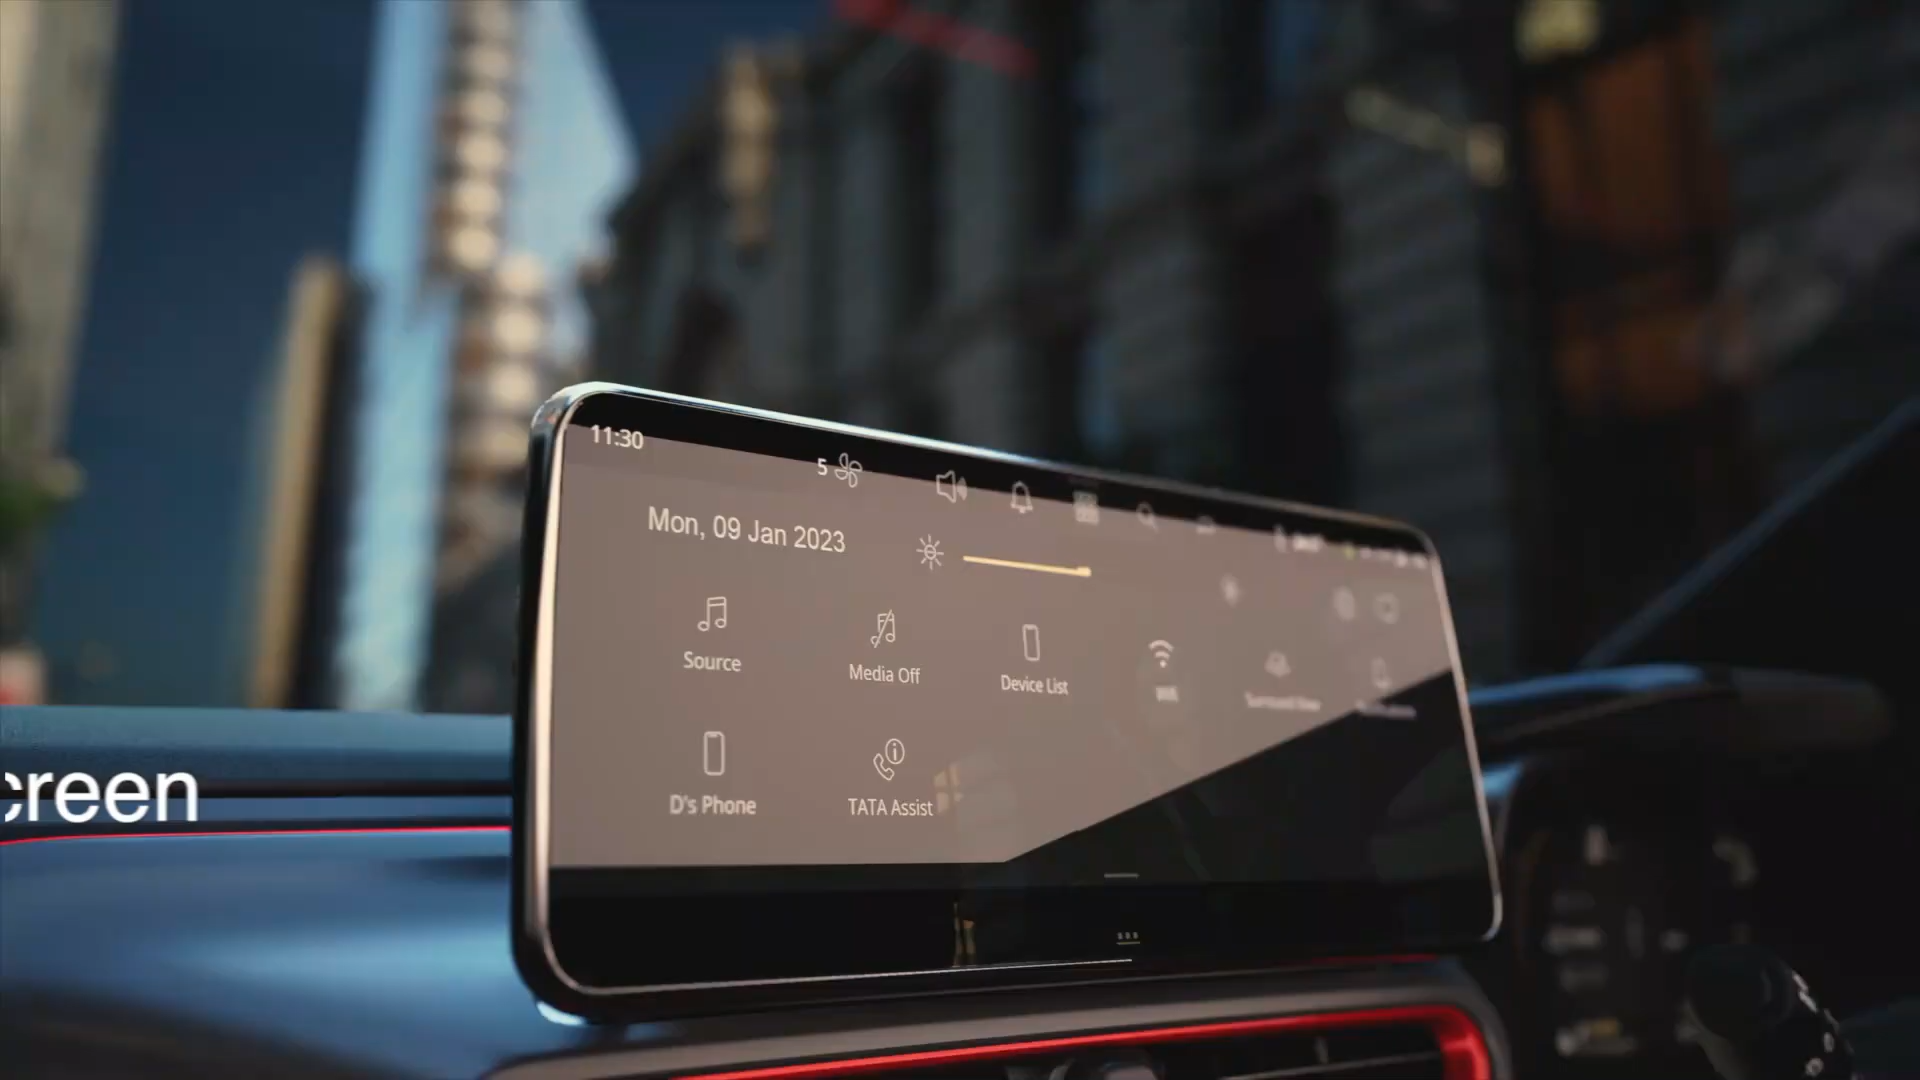 11:30
5
Mon, 09 Jan 2023
Source
Media Off
Device List
D's Phone
TATA Assist
creen